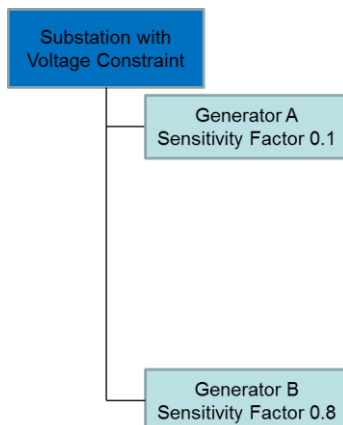 Substation with
Voltage Constraint
Generator A
Sensitivity Factor 0.1
Generator B
Sensitivity Factor 0.8